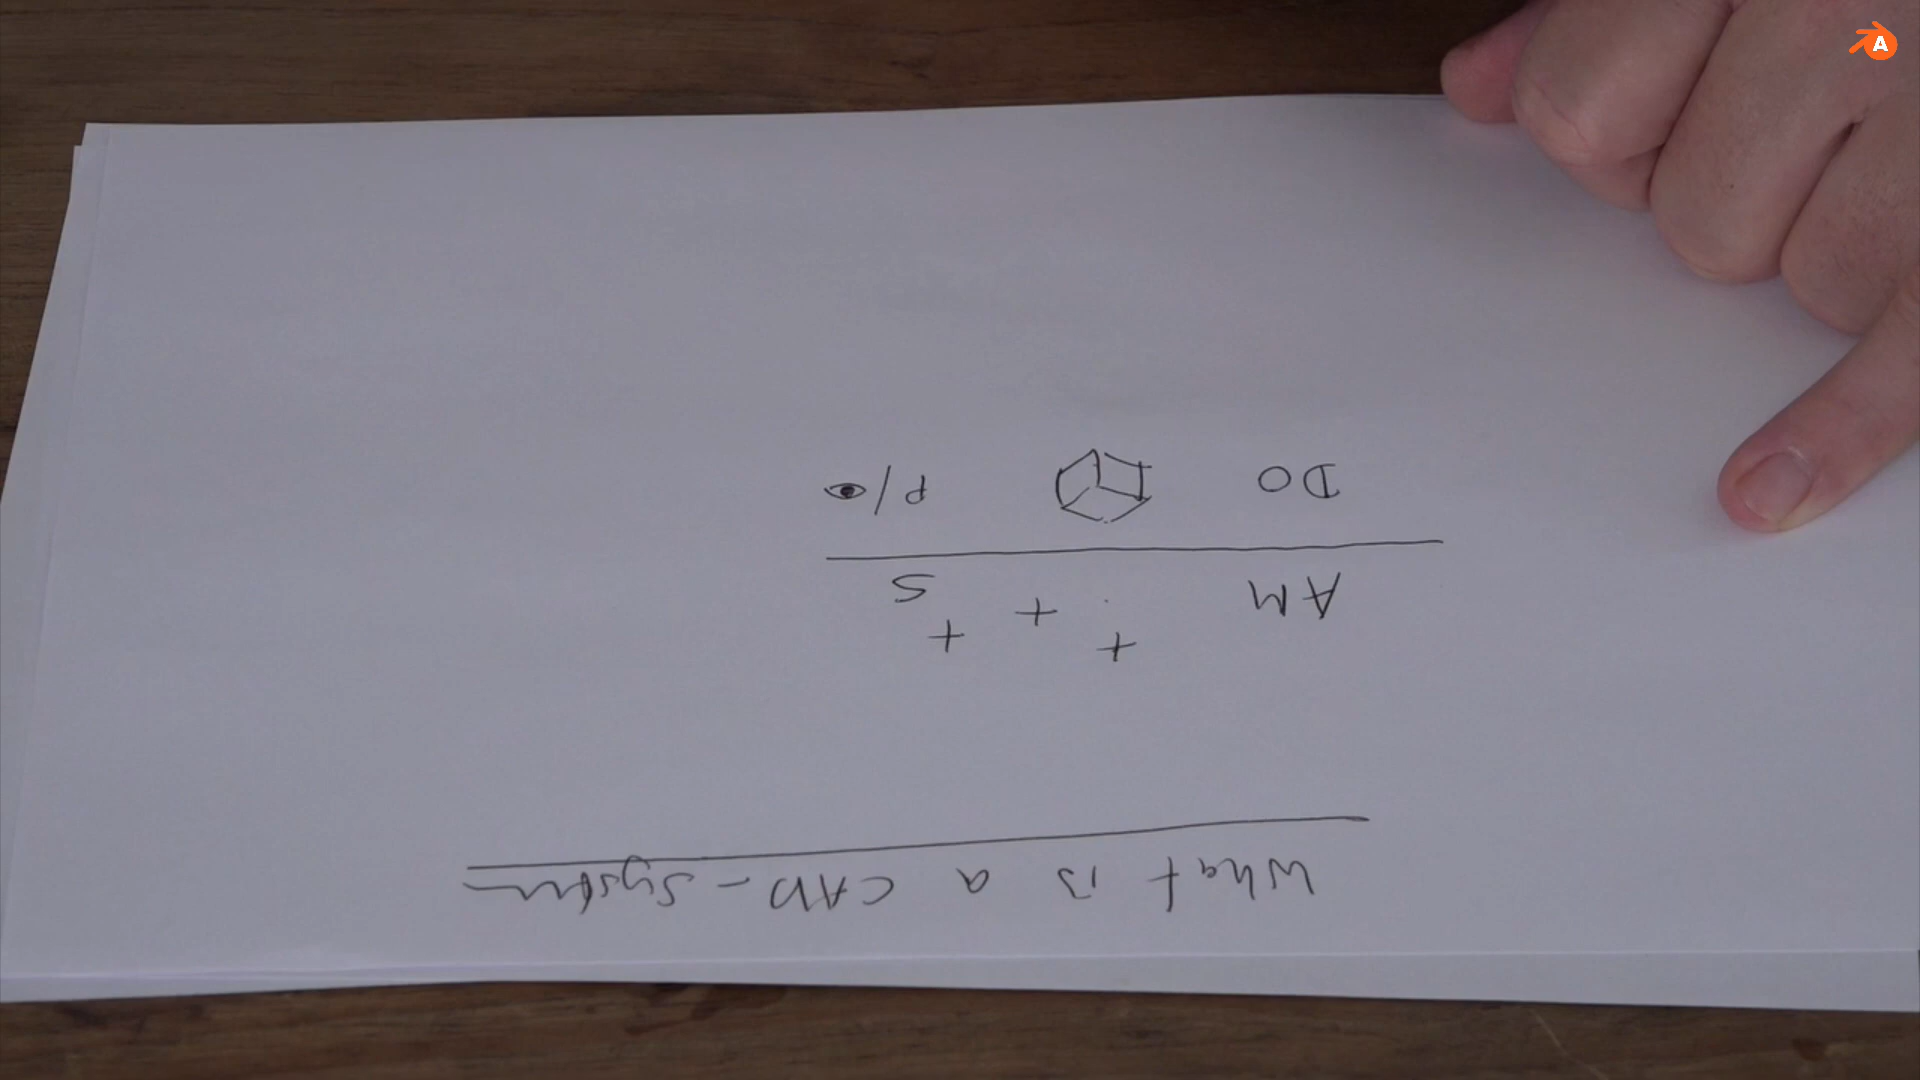 What is a CAD-System
AM + + + S
DO P/
A